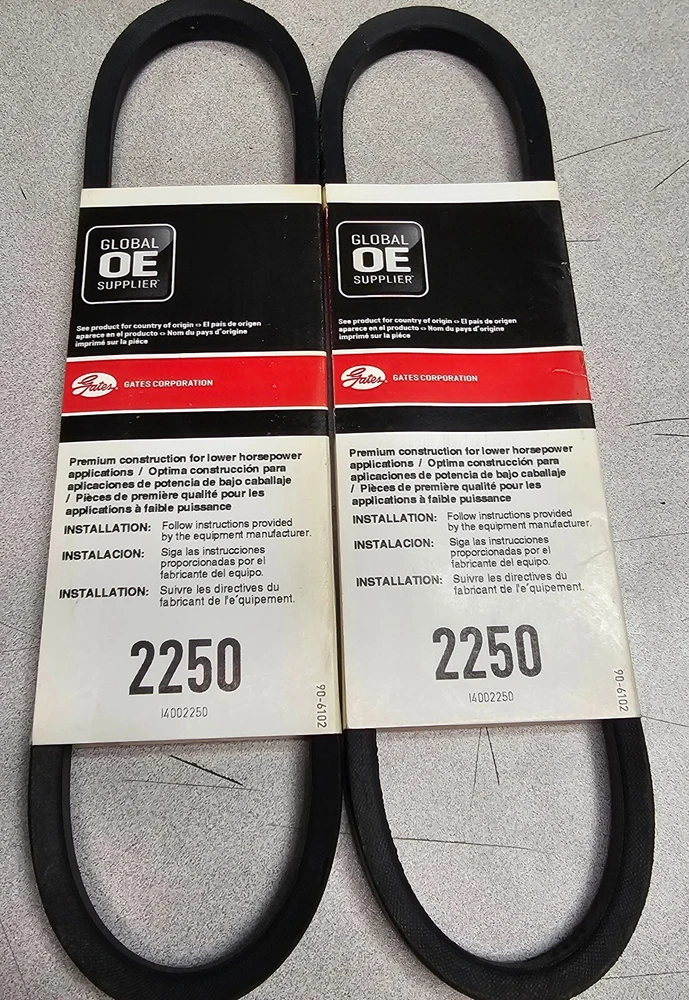 GLOBAL
OE
SUPPLIER™
See product for country of origin ‹› El país de origen
aparece en el producto ‹› Nom du pays d'origine
imprimé sur la pièce
Gates
GATES CORPORATION
Premium construction for lower horsepower
applications / Optima construcción para
aplicaciones de potencia de bajo caballaje
/ Pièces de première qualité pour les
applications à faible puissance
INSTALLATION: Follow instructions provided
by the equipment manufacturer.
INSTALACION: Siga las instrucciones
proporcionadas por el
fabricante del equipo.
INSTALLATION: Suivre les directives du
fabricant de l'e´quipement.
2250
14002250
90-6102
GLOBAL
OE
SUPPLIER™
See product for country of origin ‹› El país de origen
aparece en el producto ‹› Nom du pays d'origine
imprimé sur la pièce
Gates
GATES CORPORATION
Premium construction for lower horsepower
applications / Optima construcción para
aplicaciones de potencia de bajo caballaje
/ Pièces de première qualité pour les
applications à faible puissance
INSTALLATION: Follow instructions provided
by the equipment manufacturer.
INSTALACION: Siga las instrucciones
proporcionadas por el
fabricante del equipo.
INSTALLATION: Suivre les directives du
fabricant de l'e´quipement.
2250
14002250
90-6102